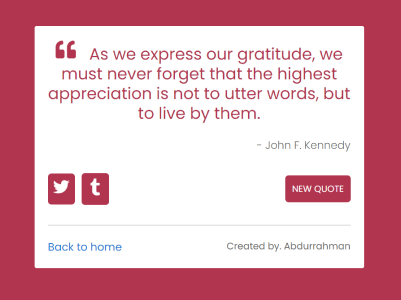 ❝ As we express our gratitude, we
must never forget that the highest
appreciation is not to utter words, but
to live by them.
- John F. Kennedy
NEW QUOTE
Back to home
Created by. Abdurrahman